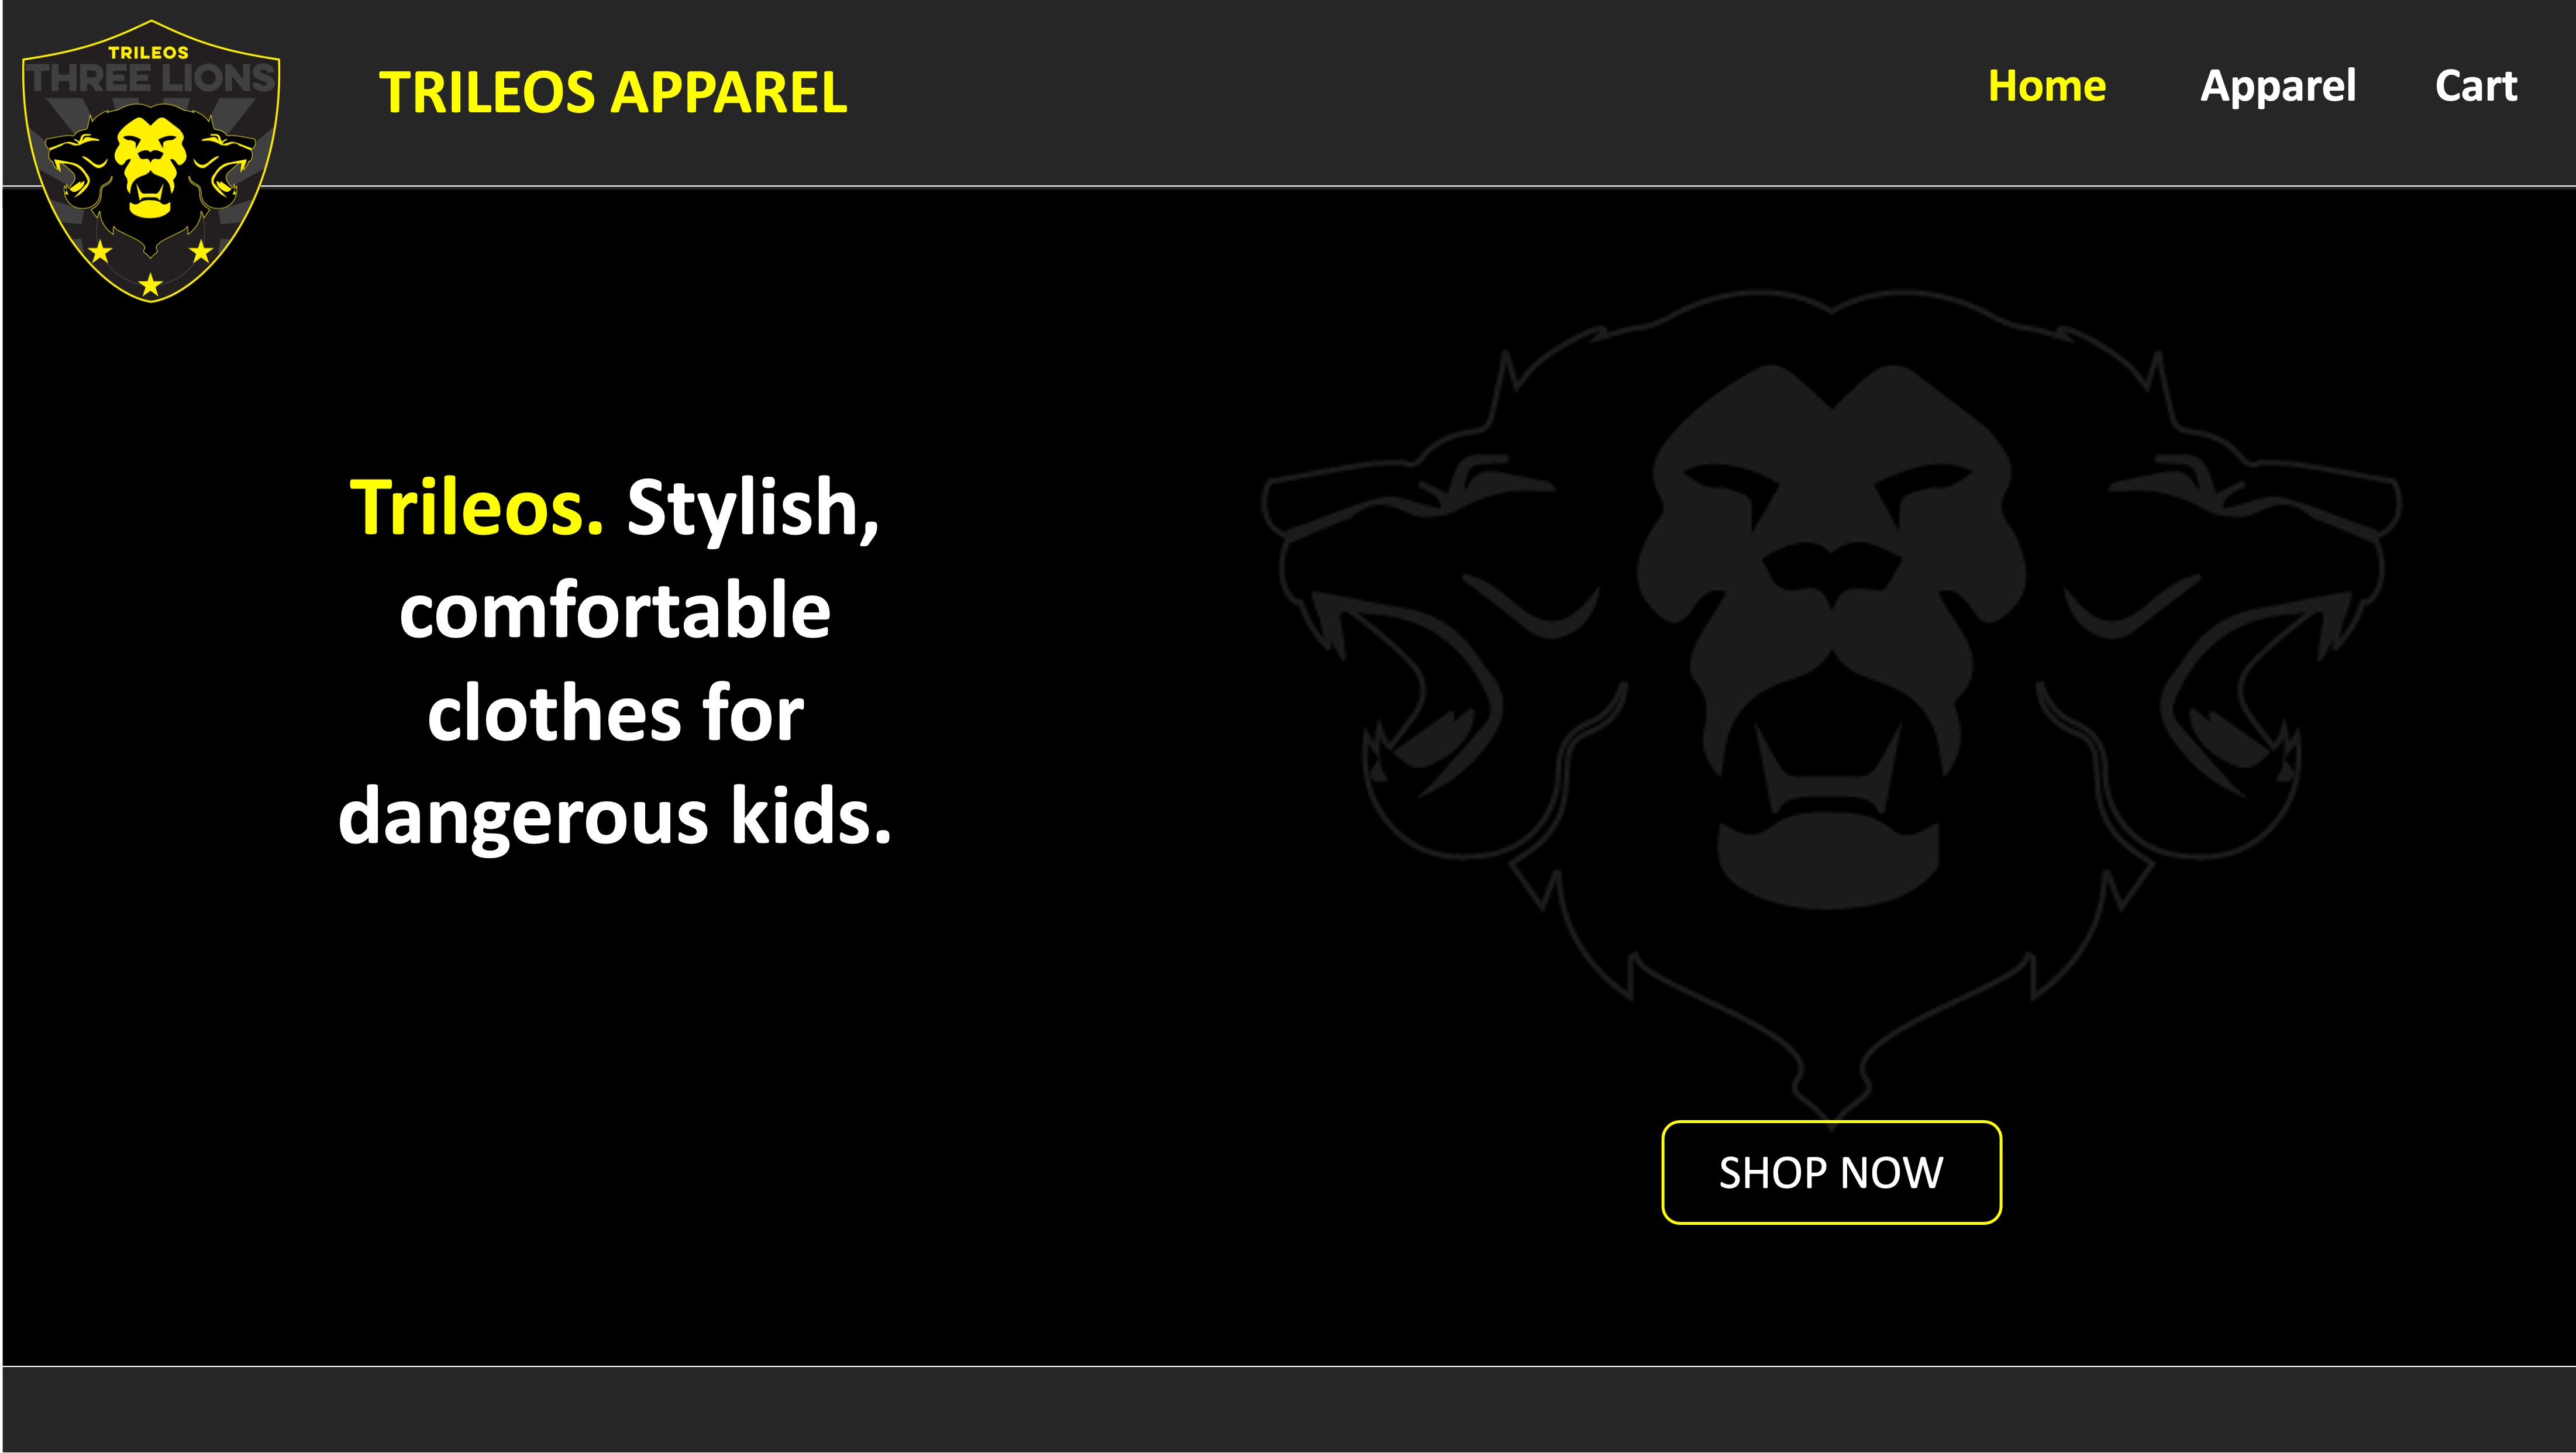 TRILEOS
THREE LIONS
TRILEOS APPAREL
Home
Apparel
Cart
Trileos. Stylish,
comfortable
clothes for
dangerous kids.
SHOP NOW